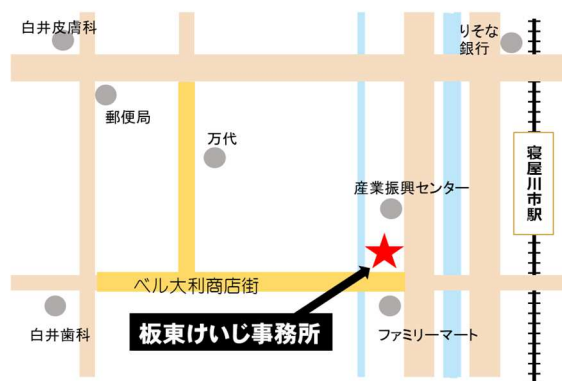 白井皮膚科
りそな
銀行
郵便局
万代
寝屋川市駅
産業振興センター
ベル大利商店街
白井歯科
板東けいじ事務所
ファミリーマート